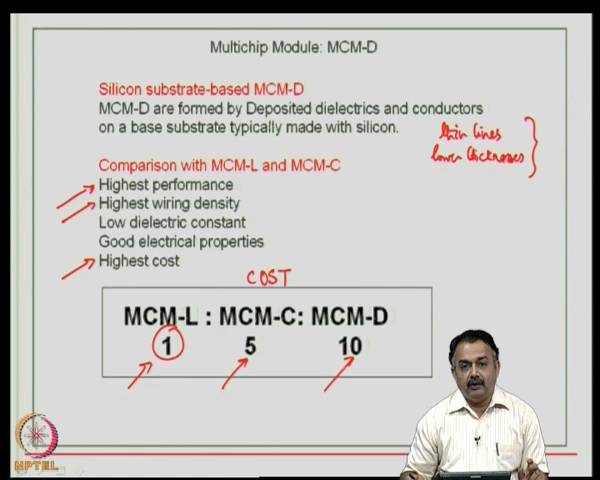 Multichip Module: MCM-D
Silicon substrate-based MCM-D
MCM-D are formed by Deposited dielectrics and conductors
on a base substrate typically made with silicon.
thin lines
lower thicknesses
Comparison with MCM-L and MCM-C
Highest performance
Highest wiring density
Low dielectric constant
Good electrical properties
Highest cost
COST
MCM-L : MCM-C: MCM-D
1 5 10
NPTEL